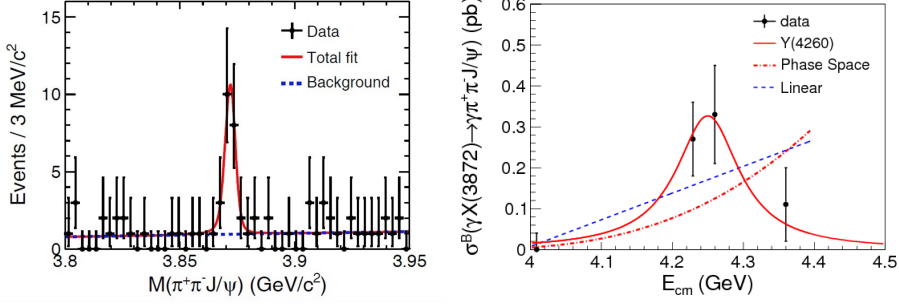 Events / 3 MeV/c²
15
10
5
0
Data
Total fit
Background
3.8
3.85
3.9
3.95
M(π⁺π⁻J/ψ) (GeV/c²)
σᴮ(γX(3872)→γπ⁺π⁻J/ψ) (pb)
0.6
0.5
0.4
0.3
0.2
0.1
0
data
Y(4260)
Phase Space
Linear
4
4.1
4.2
4.3
4.4
4.5
E_cm (GeV)